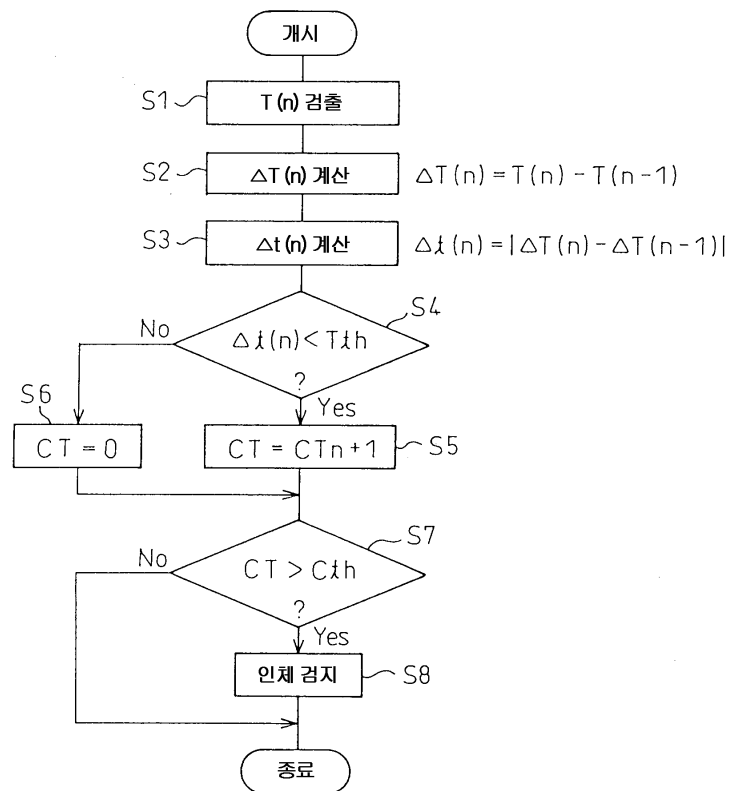 개시
S1
T(n) 검출
S2
△T(n) 계산
△T(n) = T(n) - T(n-1)
S3
△t(n) 계산
△t(n) = |△T(n) - △T(n-1)|
S4
△t(n) < Tth
?
No
Yes
S6
CT = 0
CT = CTn+1
S5
S7
CT > Cth
?
No
Yes
인체 검지
S8
종료